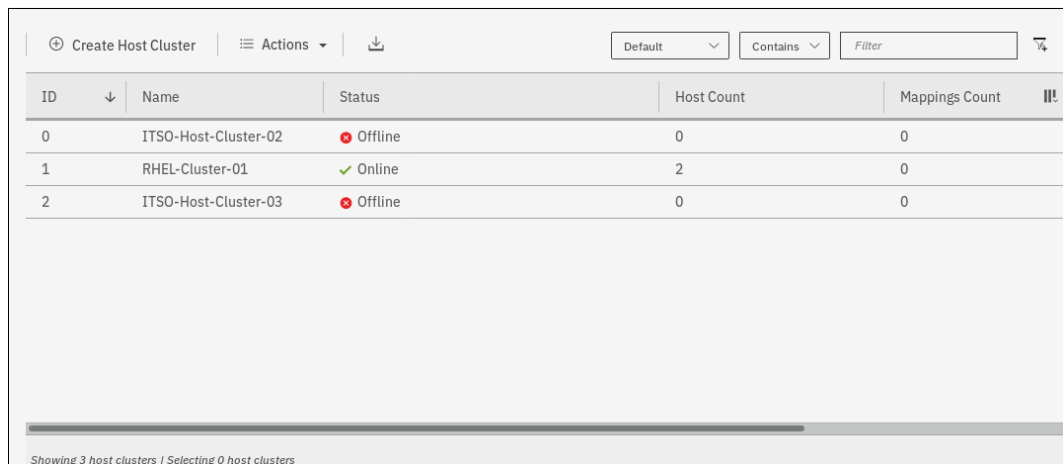 Create Host Cluster Actions Default Contains Filter
ID Name Status Host Count Mappings Count
0 ITSO-Host-Cluster-02 Offline 0 0
1 RHEL-Cluster-01 Online 2 0
2 ITSO-Host-Cluster-03 Offline 0 0
Showing 3 host clusters | Selecting 0 host clusters